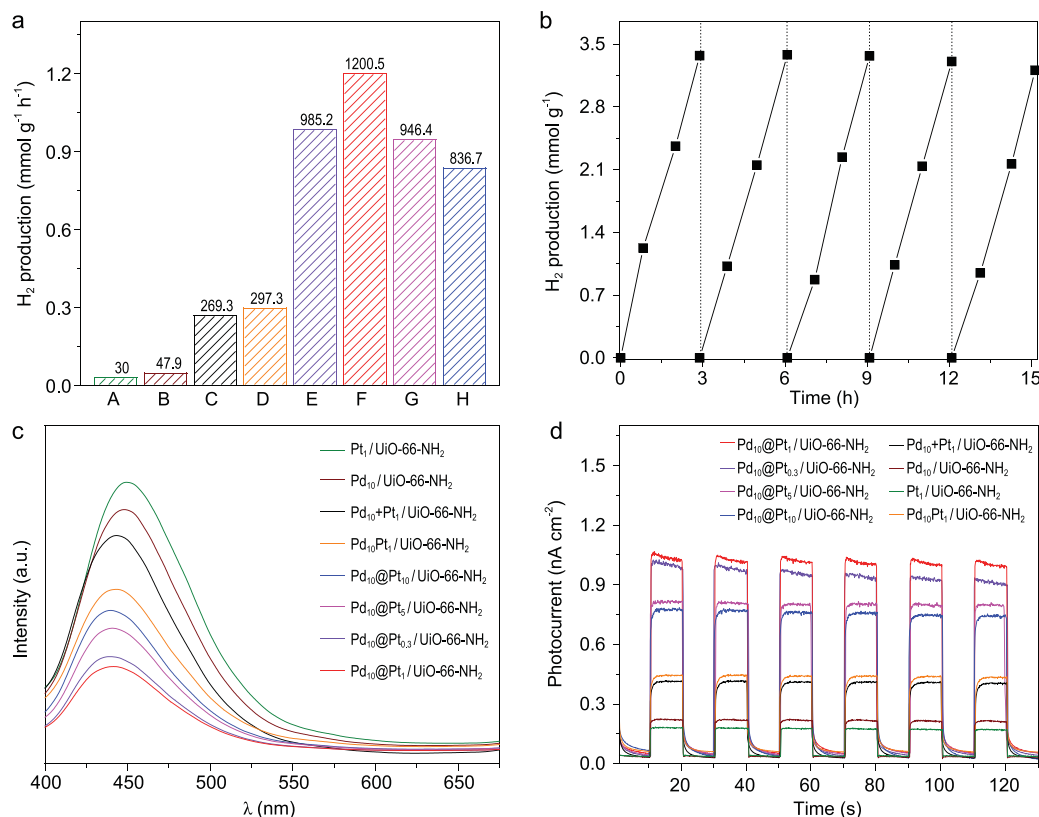 a
H₂ production (mmol g⁻¹ h⁻¹)
1.2
0.9
0.6
0.3
0.0
30
47.9
269.3
297.3
985.2
1200.5
946.4
836.7
A B C D E F G H
b
H₂ production (mmol g⁻¹)
3.5
2.8
2.1
1.4
0.7
0.0
0 3 6 9 12 15
Time (h)
c
Intensity (a.u.)
Pt₁/UiO-66-NH₂
Pd₁₀/UiO-66-NH₂
Pd₁₀+Pt₁/UiO-66-NH₂
Pd₁₀Pt₁/UiO-66-NH₂
Pd₁₀@Pt₁₀/UiO-66-NH₂
Pd₁₀@Pt₅/UiO-66-NH₂
Pd₁₀@Pt₀.₃/UiO-66-NH₂
Pd₁₀@Pt₁/UiO-66-NH₂
400 450 500 550 600 650
λ (nm)
d
Photocurrent (nA cm⁻²)
1.5
1.2
0.9
0.6
0.3
0.0
Pd₁₀@Pt₁/UiO-66-NH₂ Pd₁₀+Pt₁/UiO-66-NH₂
Pd₁₀@Pt₀.₃/UiO-66-NH₂ Pd₁₀/UiO-66-NH₂
Pd₁₀@Pt₅/UiO-66-NH₂ Pt₁/UiO-66-NH₂
Pd₁₀@Pt₁₀/UiO-66-NH₂ Pd₁₀Pt₁/UiO-66-NH₂
20 40 60 80 100 120
Time (s)